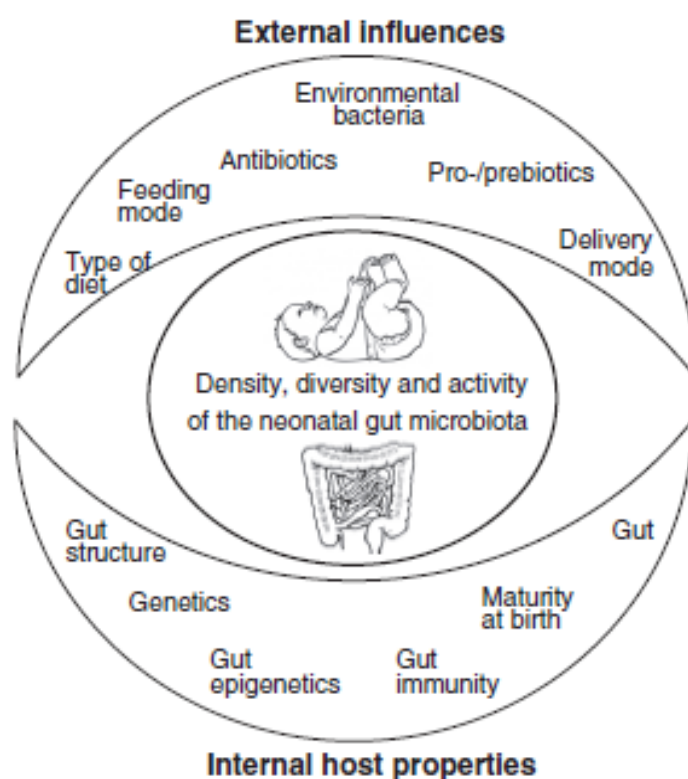 External influences
Environmental
bacteria
Antibiotics
Pro-/prebiotics
Feeding
mode
Delivery
mode
Type of
diet
Density, diversity and activity
of the neonatal gut microbiota
Gut
structure
Gut
Genetics
Maturity
at birth
Gut
epigenetics
Gut
immunity
Internal host properties